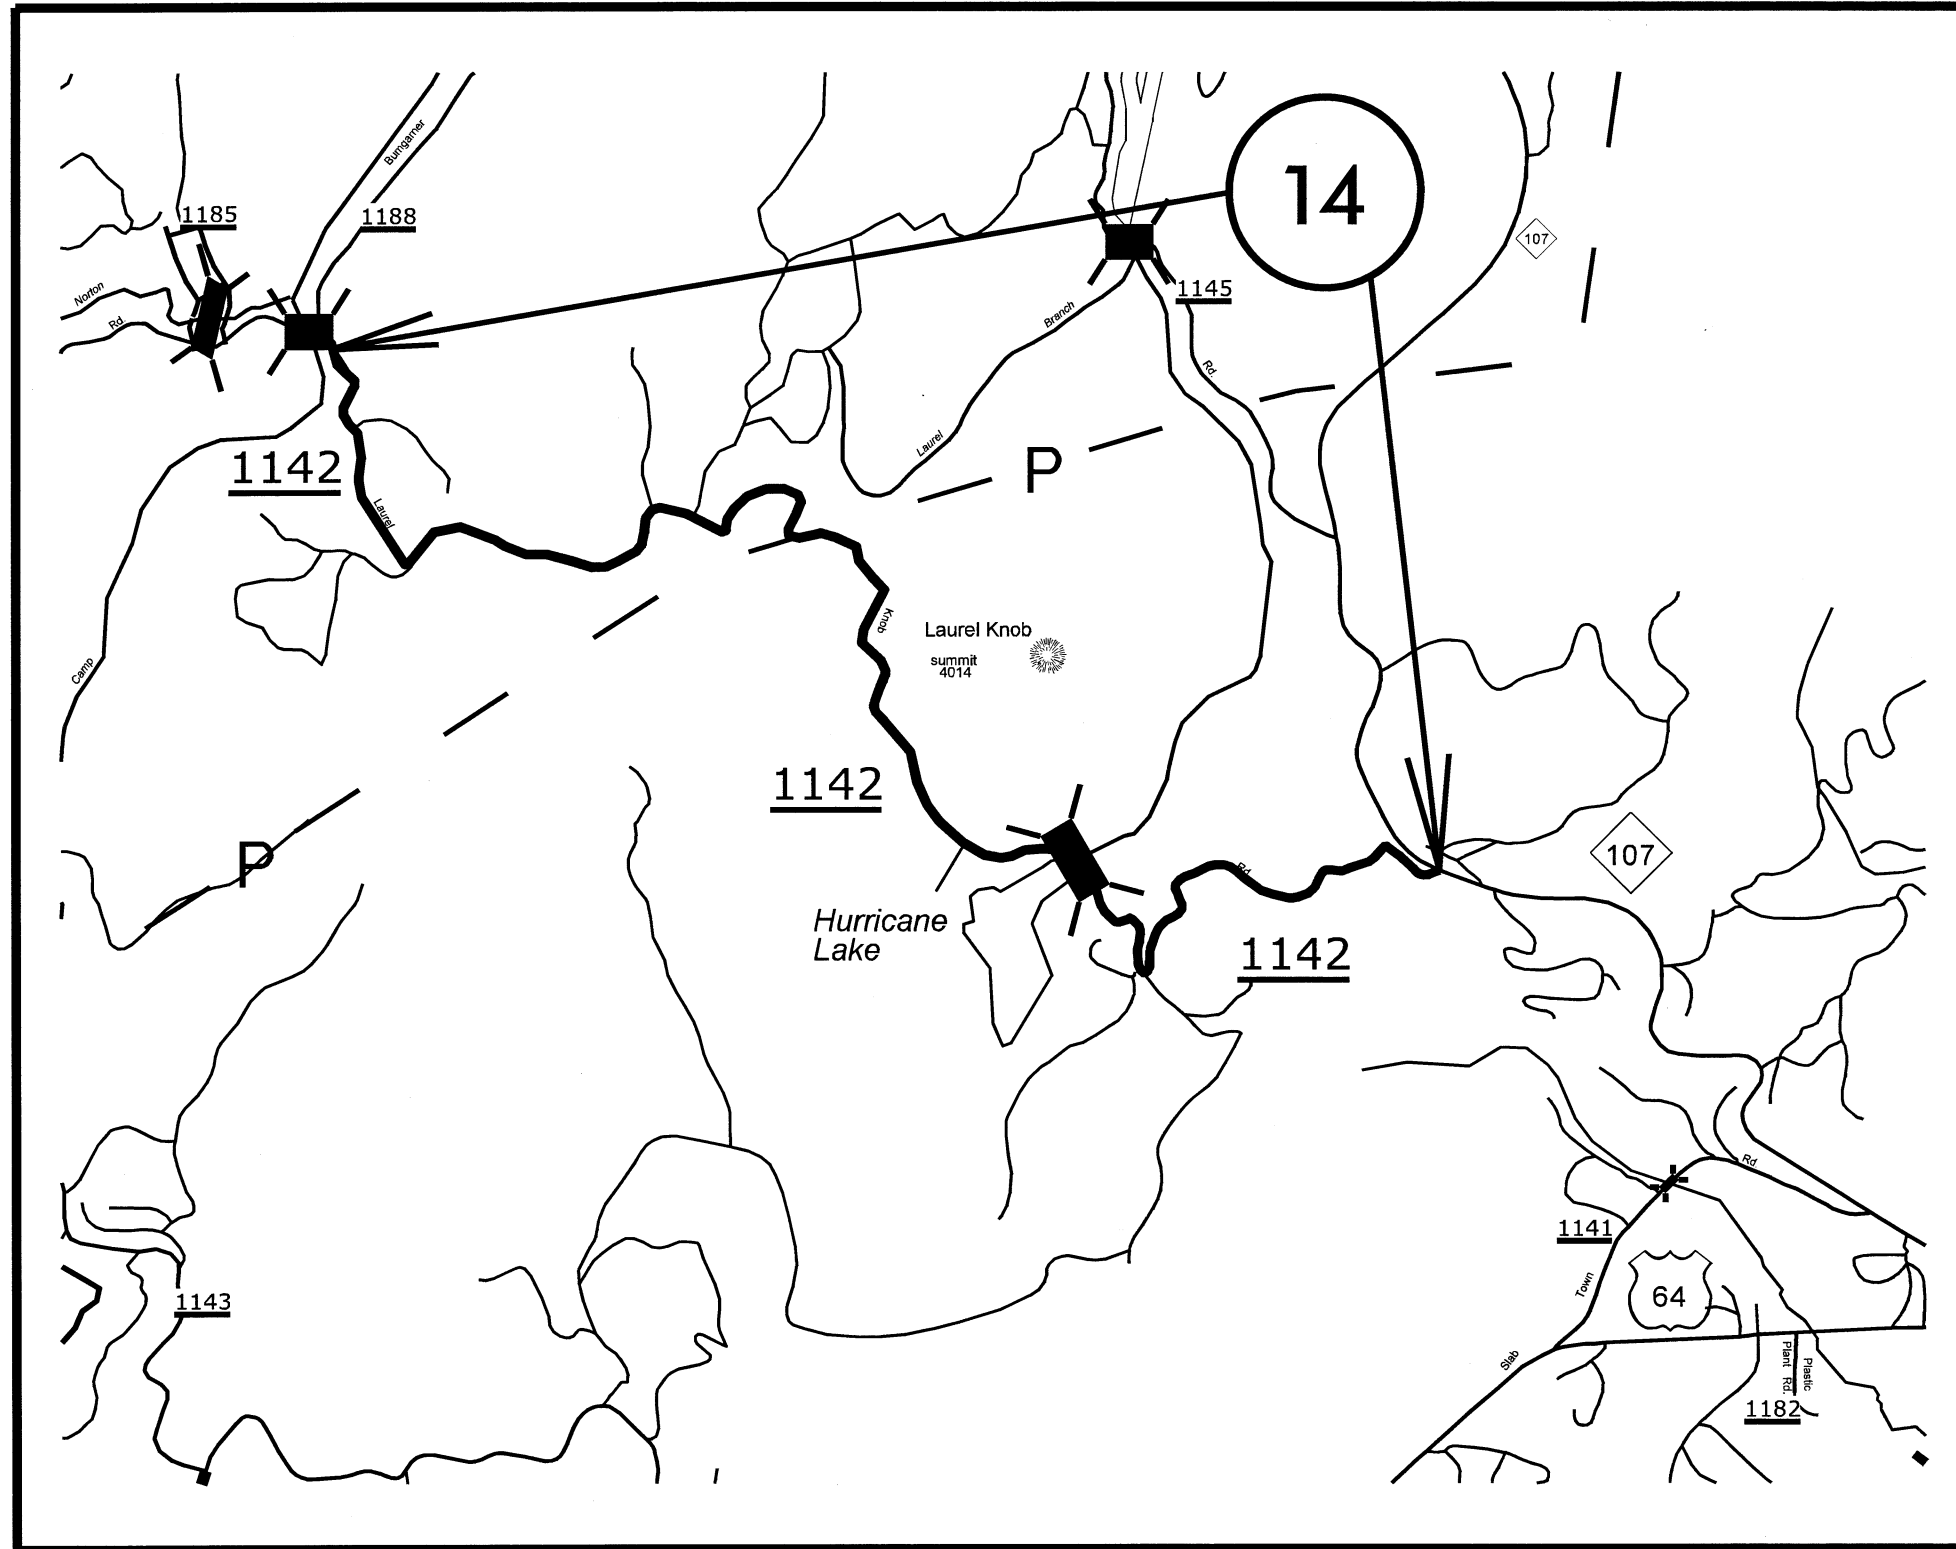 14
Bumgarner
1185
1188
107
Norton
Rd
1145
Branch
Rd.
Laurel
P
1142
Laurel
Knob
Laurel Knob
summit
4014
Camp
1142
P
107
Rd
Hurricane
Lake
1142
Rd
1141
Town
64
1143
Slab
Plant Rd.
Plastic
1182